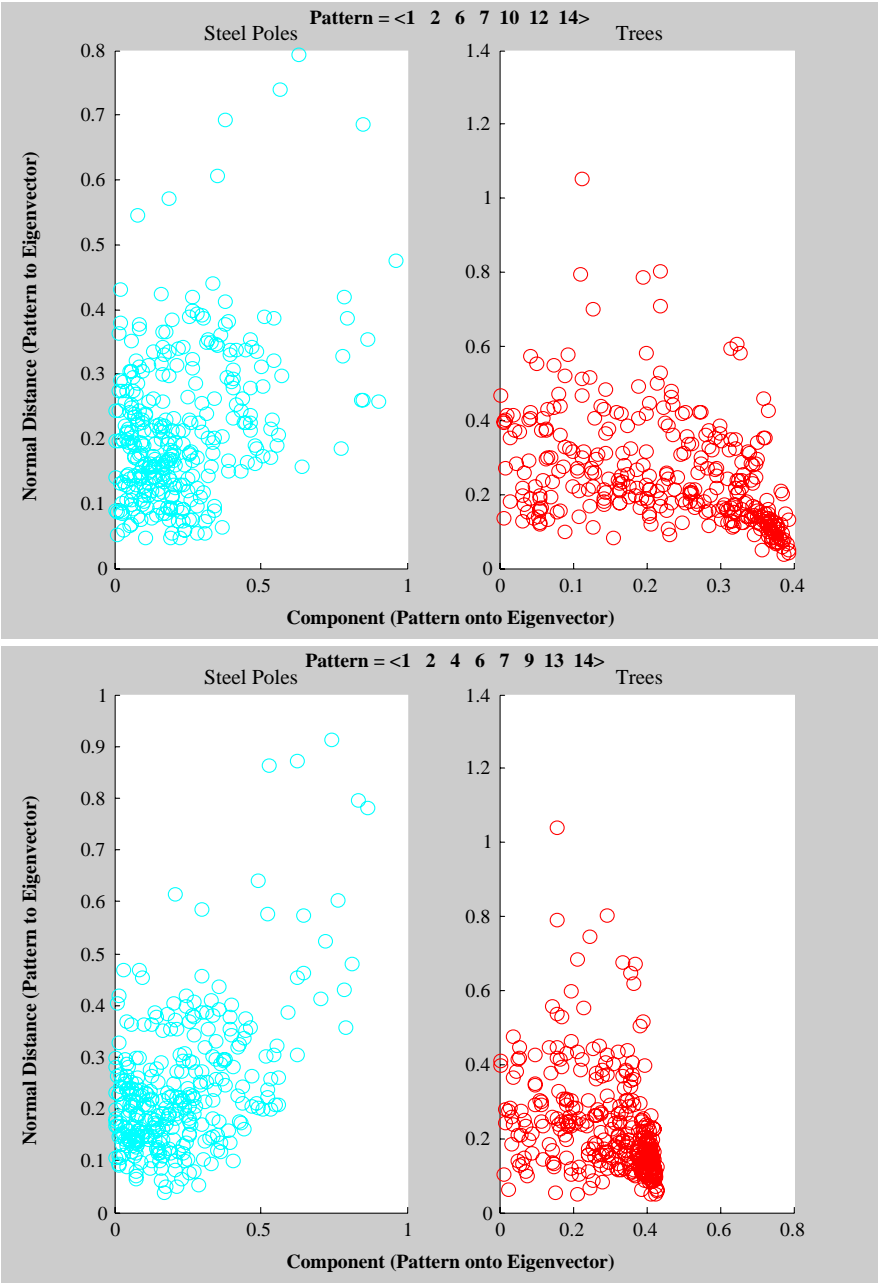 Pattern = <1 2 6 7 10 12 14>
Steel Poles
Trees
0.8
0.7
0.6
0.5
0.4
0.3
0.2
0.1
0
1.4
1.2
1
0.8
0.6
0.4
0.2
0
Normal Distance (Pattern to Eigenvector)
0 0.5 1
0 0.1 0.2 0.3 0.4
Component (Pattern onto Eigenvector)
Pattern = <1 2 4 6 7 9 13 14>
Steel Poles
Trees
1
0.9
0.8
0.7
0.6
0.5
0.4
0.3
0.2
0.1
0
1.4
1.2
1
0.8
0.6
0.4
0.2
0
Normal Distance (Pattern to Eigenvector)
0 0.5 1
0 0.2 0.4 0.6 0.8
Component (Pattern onto Eigenvector)